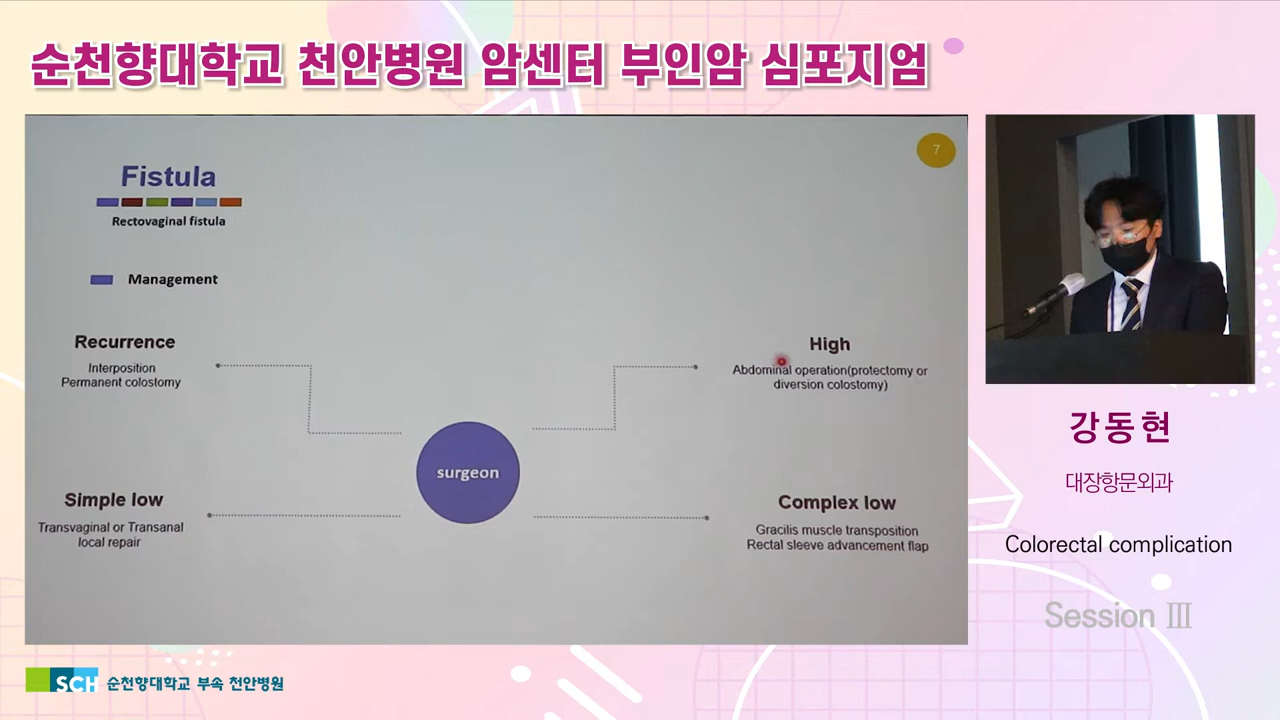 순천향대학교 천안병원 암센터 부인암 심포지엄
7
Fistula
Rectovaginal fistula
Management
Recurrence
Interposition
Permanent colostomy
High
Abdominal operation(protectomy or
diversion colostomy)
surgeon
Simple low
Transvaginal or Transanal
local repair
Complex low
Gracilis muscle transposition
Rectal sleeve advancement flap
강동현
대장항문외과
Colorectal complication
Session Ⅲ
SCH 순천향대학교 부속 천안병원